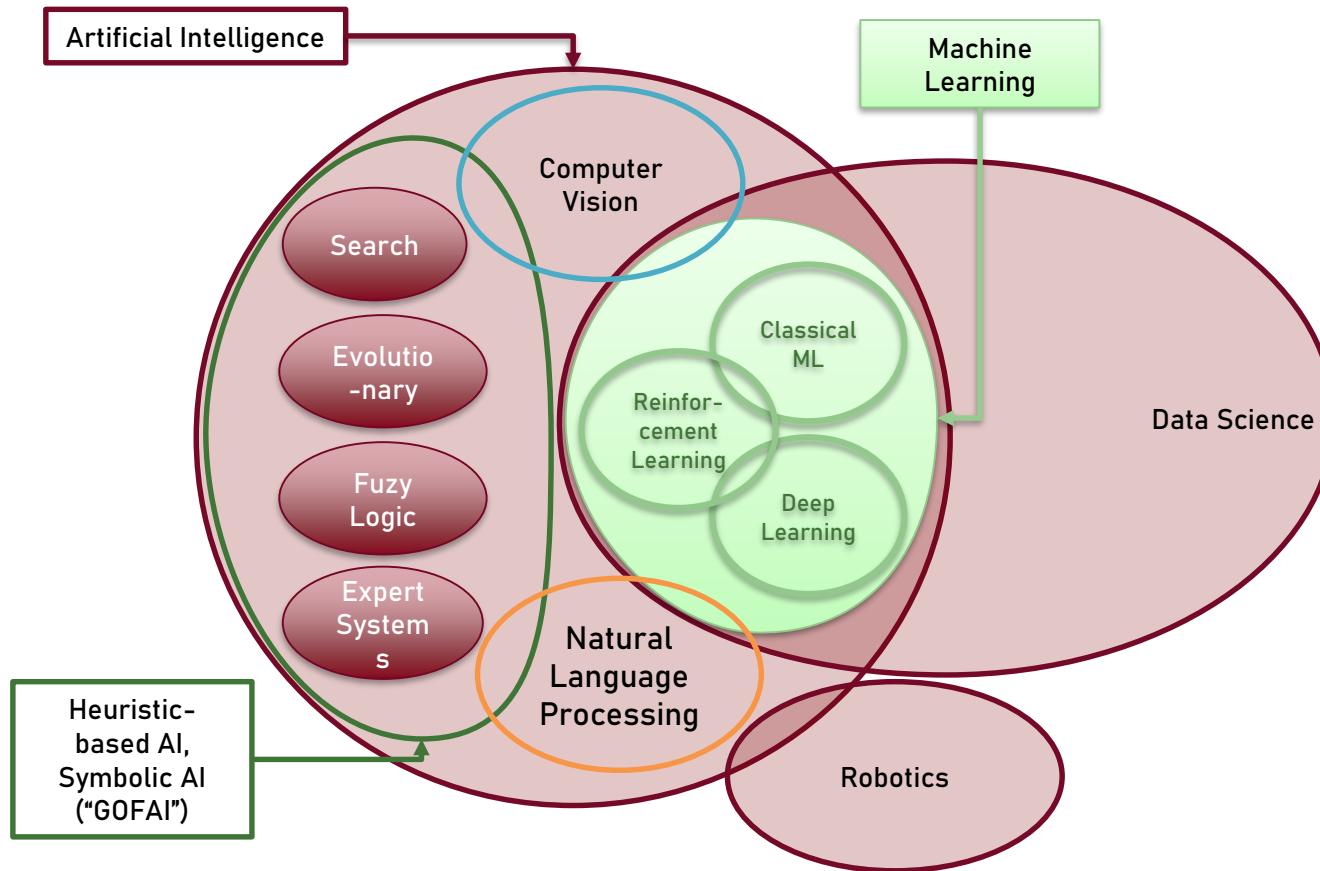 Artificial Intelligence
Machine
Learning
Computer
Vision
Search
Evolutio
-nary
Fuzy
Logic
Expert
System
s
Classical
ML
Reinfor-
cement
Learning
Deep
Learning
Data Science
Natural
Language
Processing
Heuristic-
based AI,
Symbolic AI
(“GOFAI”)
Robotics